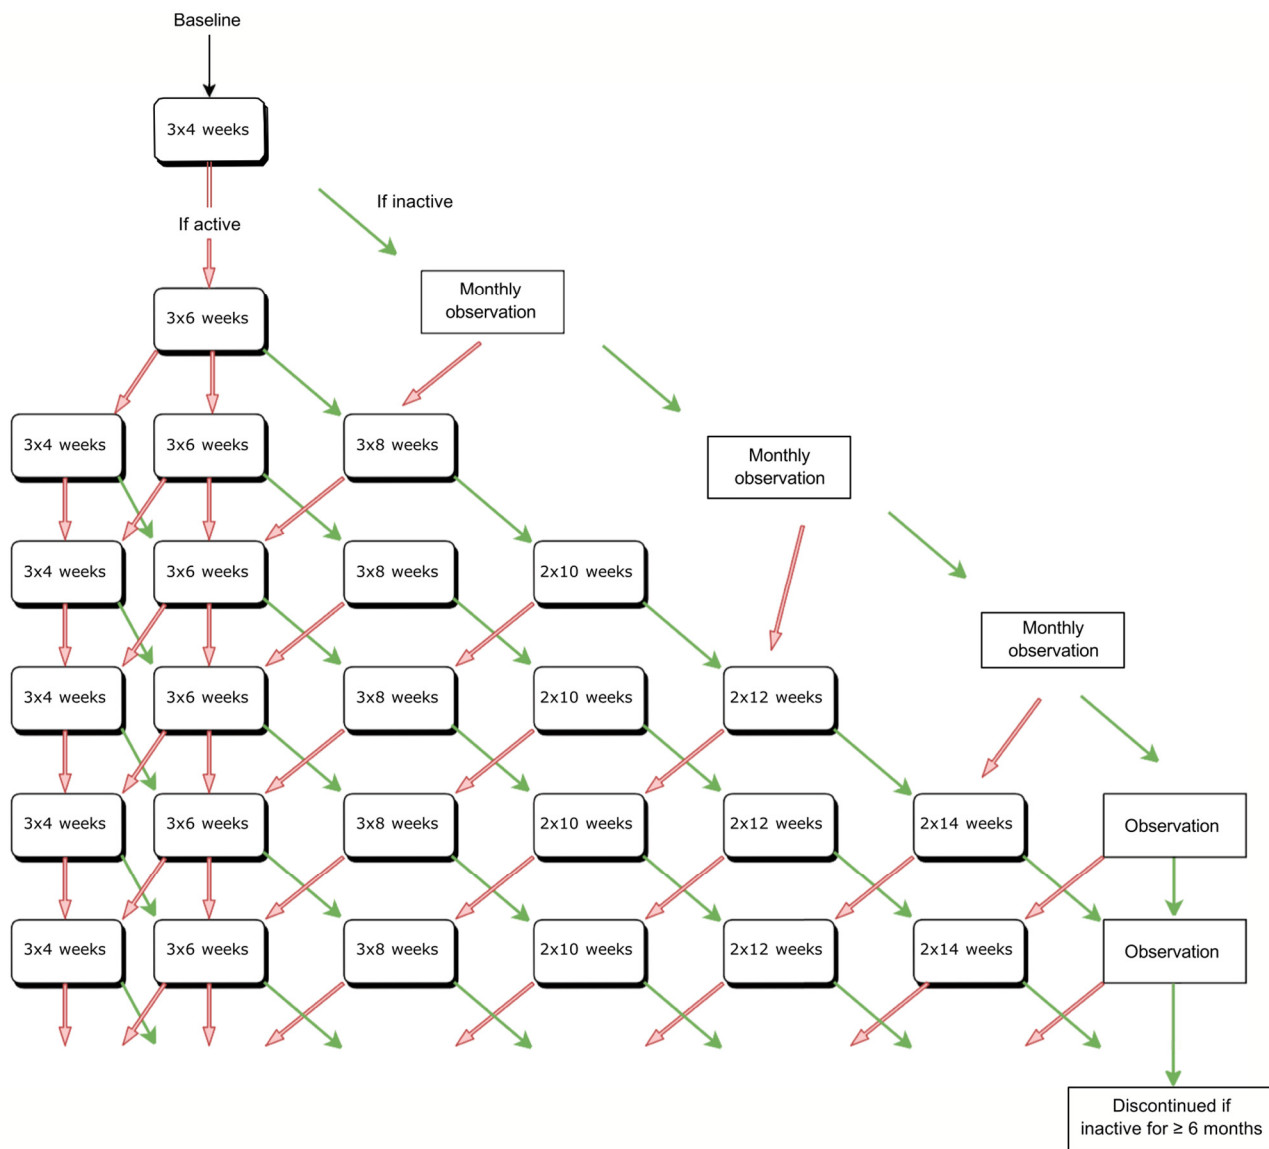 Baseline
3x4 weeks
If inactive
If active
Monthly
observation
3x6 weeks
3x4 weeks
3x6 weeks
3x8 weeks
Monthly
observation
3x4 weeks
3x6 weeks
3x8 weeks
2x10 weeks
Monthly
observation
3x4 weeks
3x6 weeks
3x8 weeks
2x10 weeks
2x12 weeks
3x4 weeks
3x6 weeks
3x8 weeks
2x10 weeks
2x12 weeks
2x14 weeks
Observation
3x4 weeks
3x6 weeks
3x8 weeks
2x10 weeks
2x12 weeks
2x14 weeks
Observation
Discontinued if
inactive for ≥ 6 months